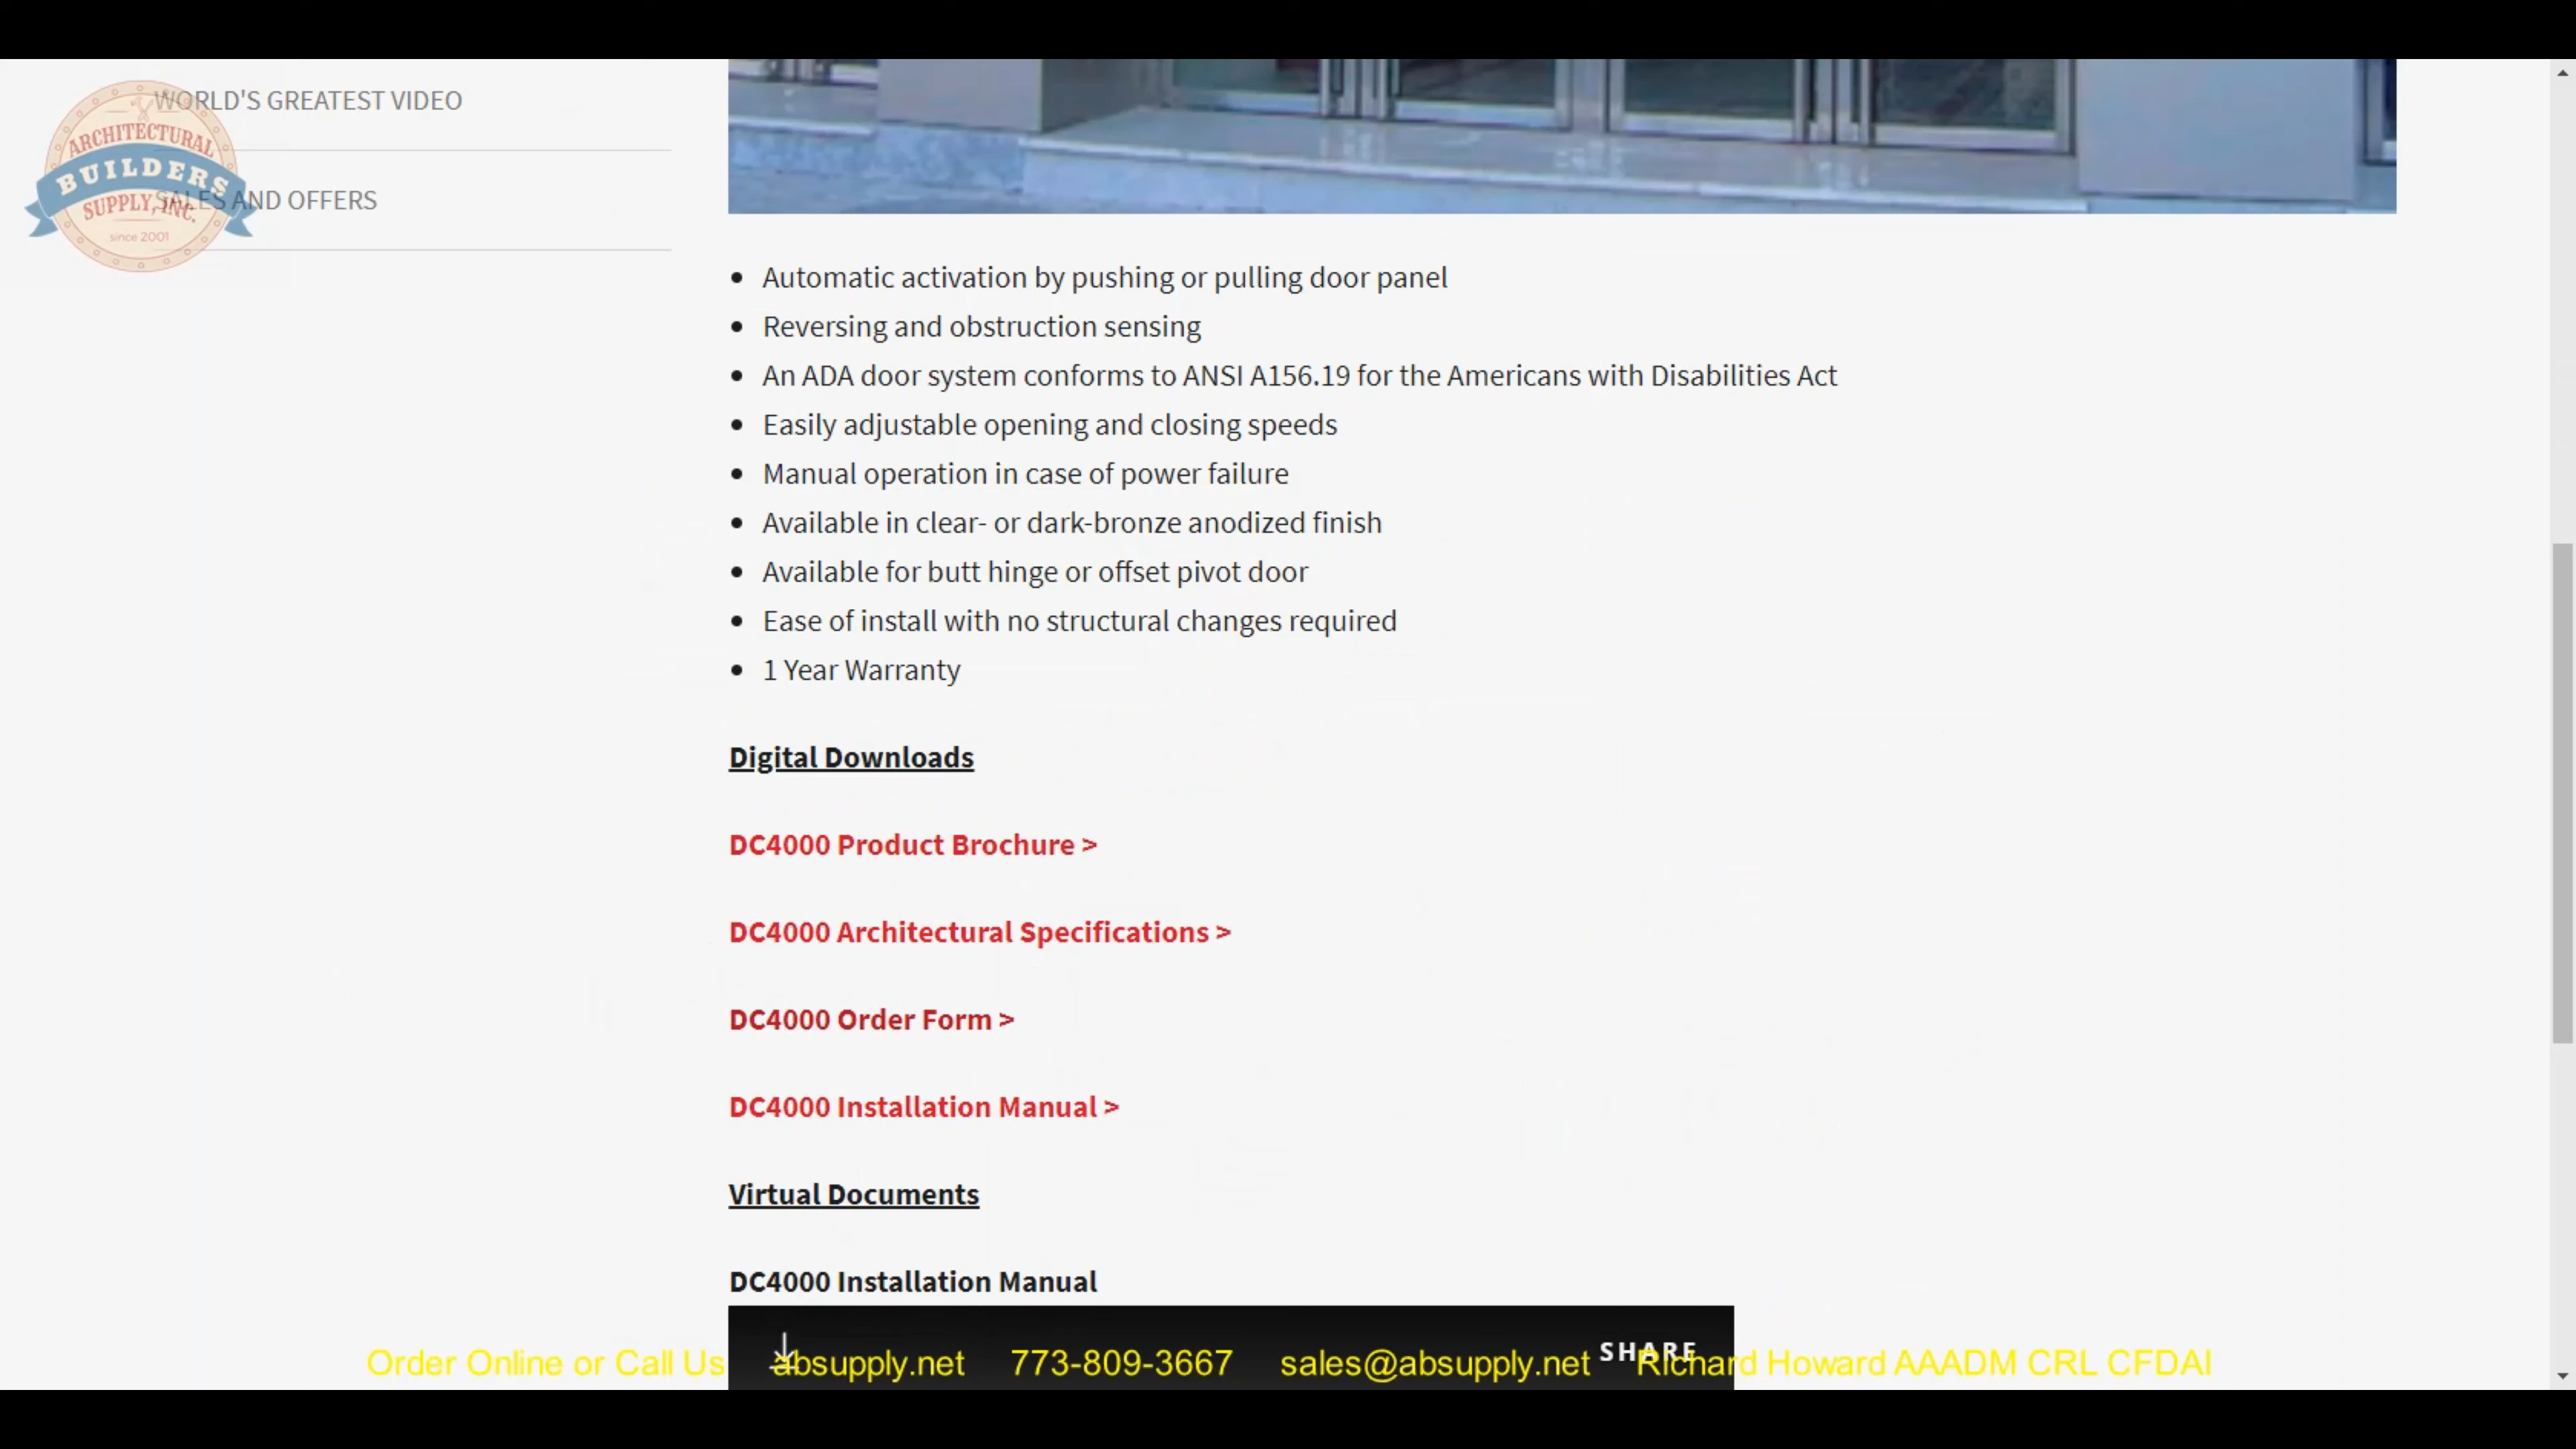 WORLD'S GREATEST VIDEO
ARCHITECTURAL
BUILDERS
SUPPLY, INC.
since 2001
SALES AND OFFERS
Automatic activation by pushing or pulling door panel
Reversing and obstruction sensing
An ADA door system conforms to ANSI A156.19 for the Americans with Disabilities Act
Easily adjustable opening and closing speeds
Manual operation in case of power failure
Available in clear- or dark-bronze anodized finish
Available for butt hinge or offset pivot door
Ease of install with no structural changes required
1 Year Warranty
Digital Downloads
DC4000 Product Brochure >
DC4000 Architectural Specifications >
DC4000 Order Form >
DC4000 Installation Manual >
Virtual Documents
DC4000 Installation Manual
SHARE
Order Online or Call Us absupply.net 773-809-3667 sales@absupply.net Richard Howard AAADM CRL CFDAI